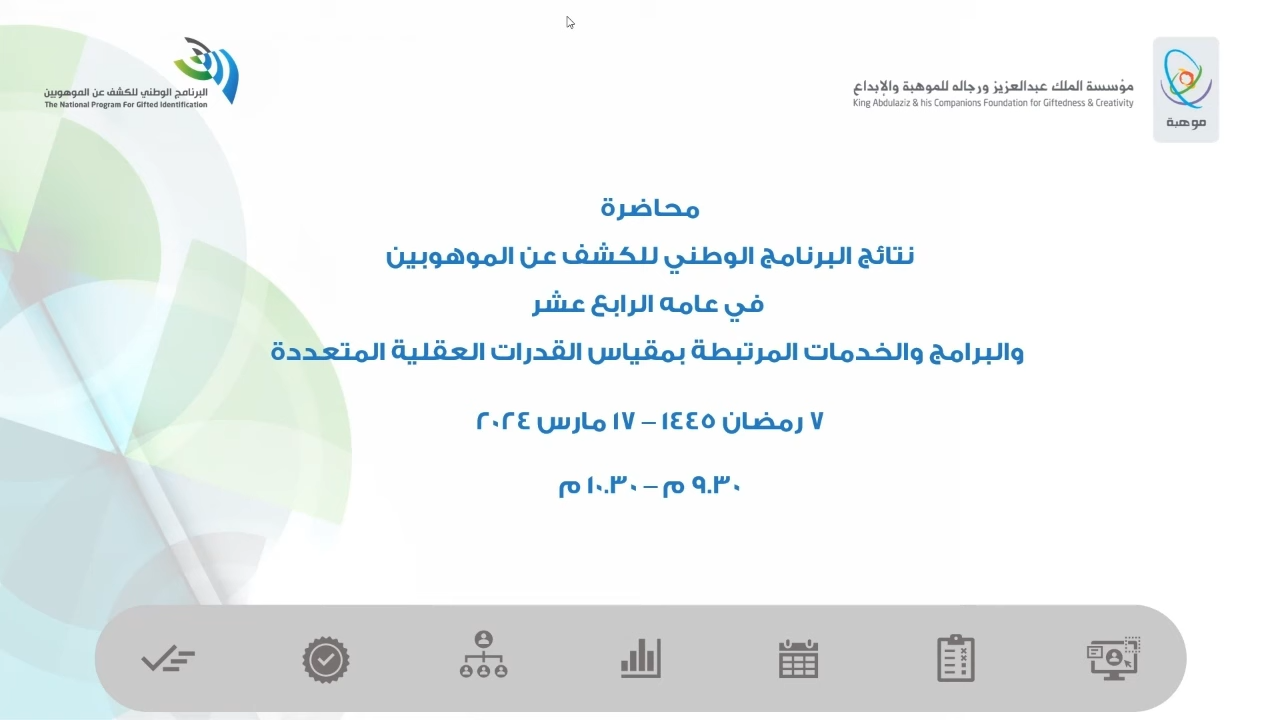 مؤسسة الملك عبدالعزيز ورجاله للموهبة والإبداع
King Abdulaziz & his Companions Foundation for Giftedness & Creativity
موهبة
البرنامج الوطني للكشف عن الموهوبين
The National Program For Gifted Identification
محاضرة
نتائج البرنامج الوطني للكشف عن الموهوبين
في عامه الرابع عشر
والبرامج والخدمات المرتبطة بمقياس القدرات العقلية المتعددة
٧ رمضان ١٤٤٥ – ١٧ مارس ٢٠٢٤
٩.٣٠ م – ١٠.٣٠ م